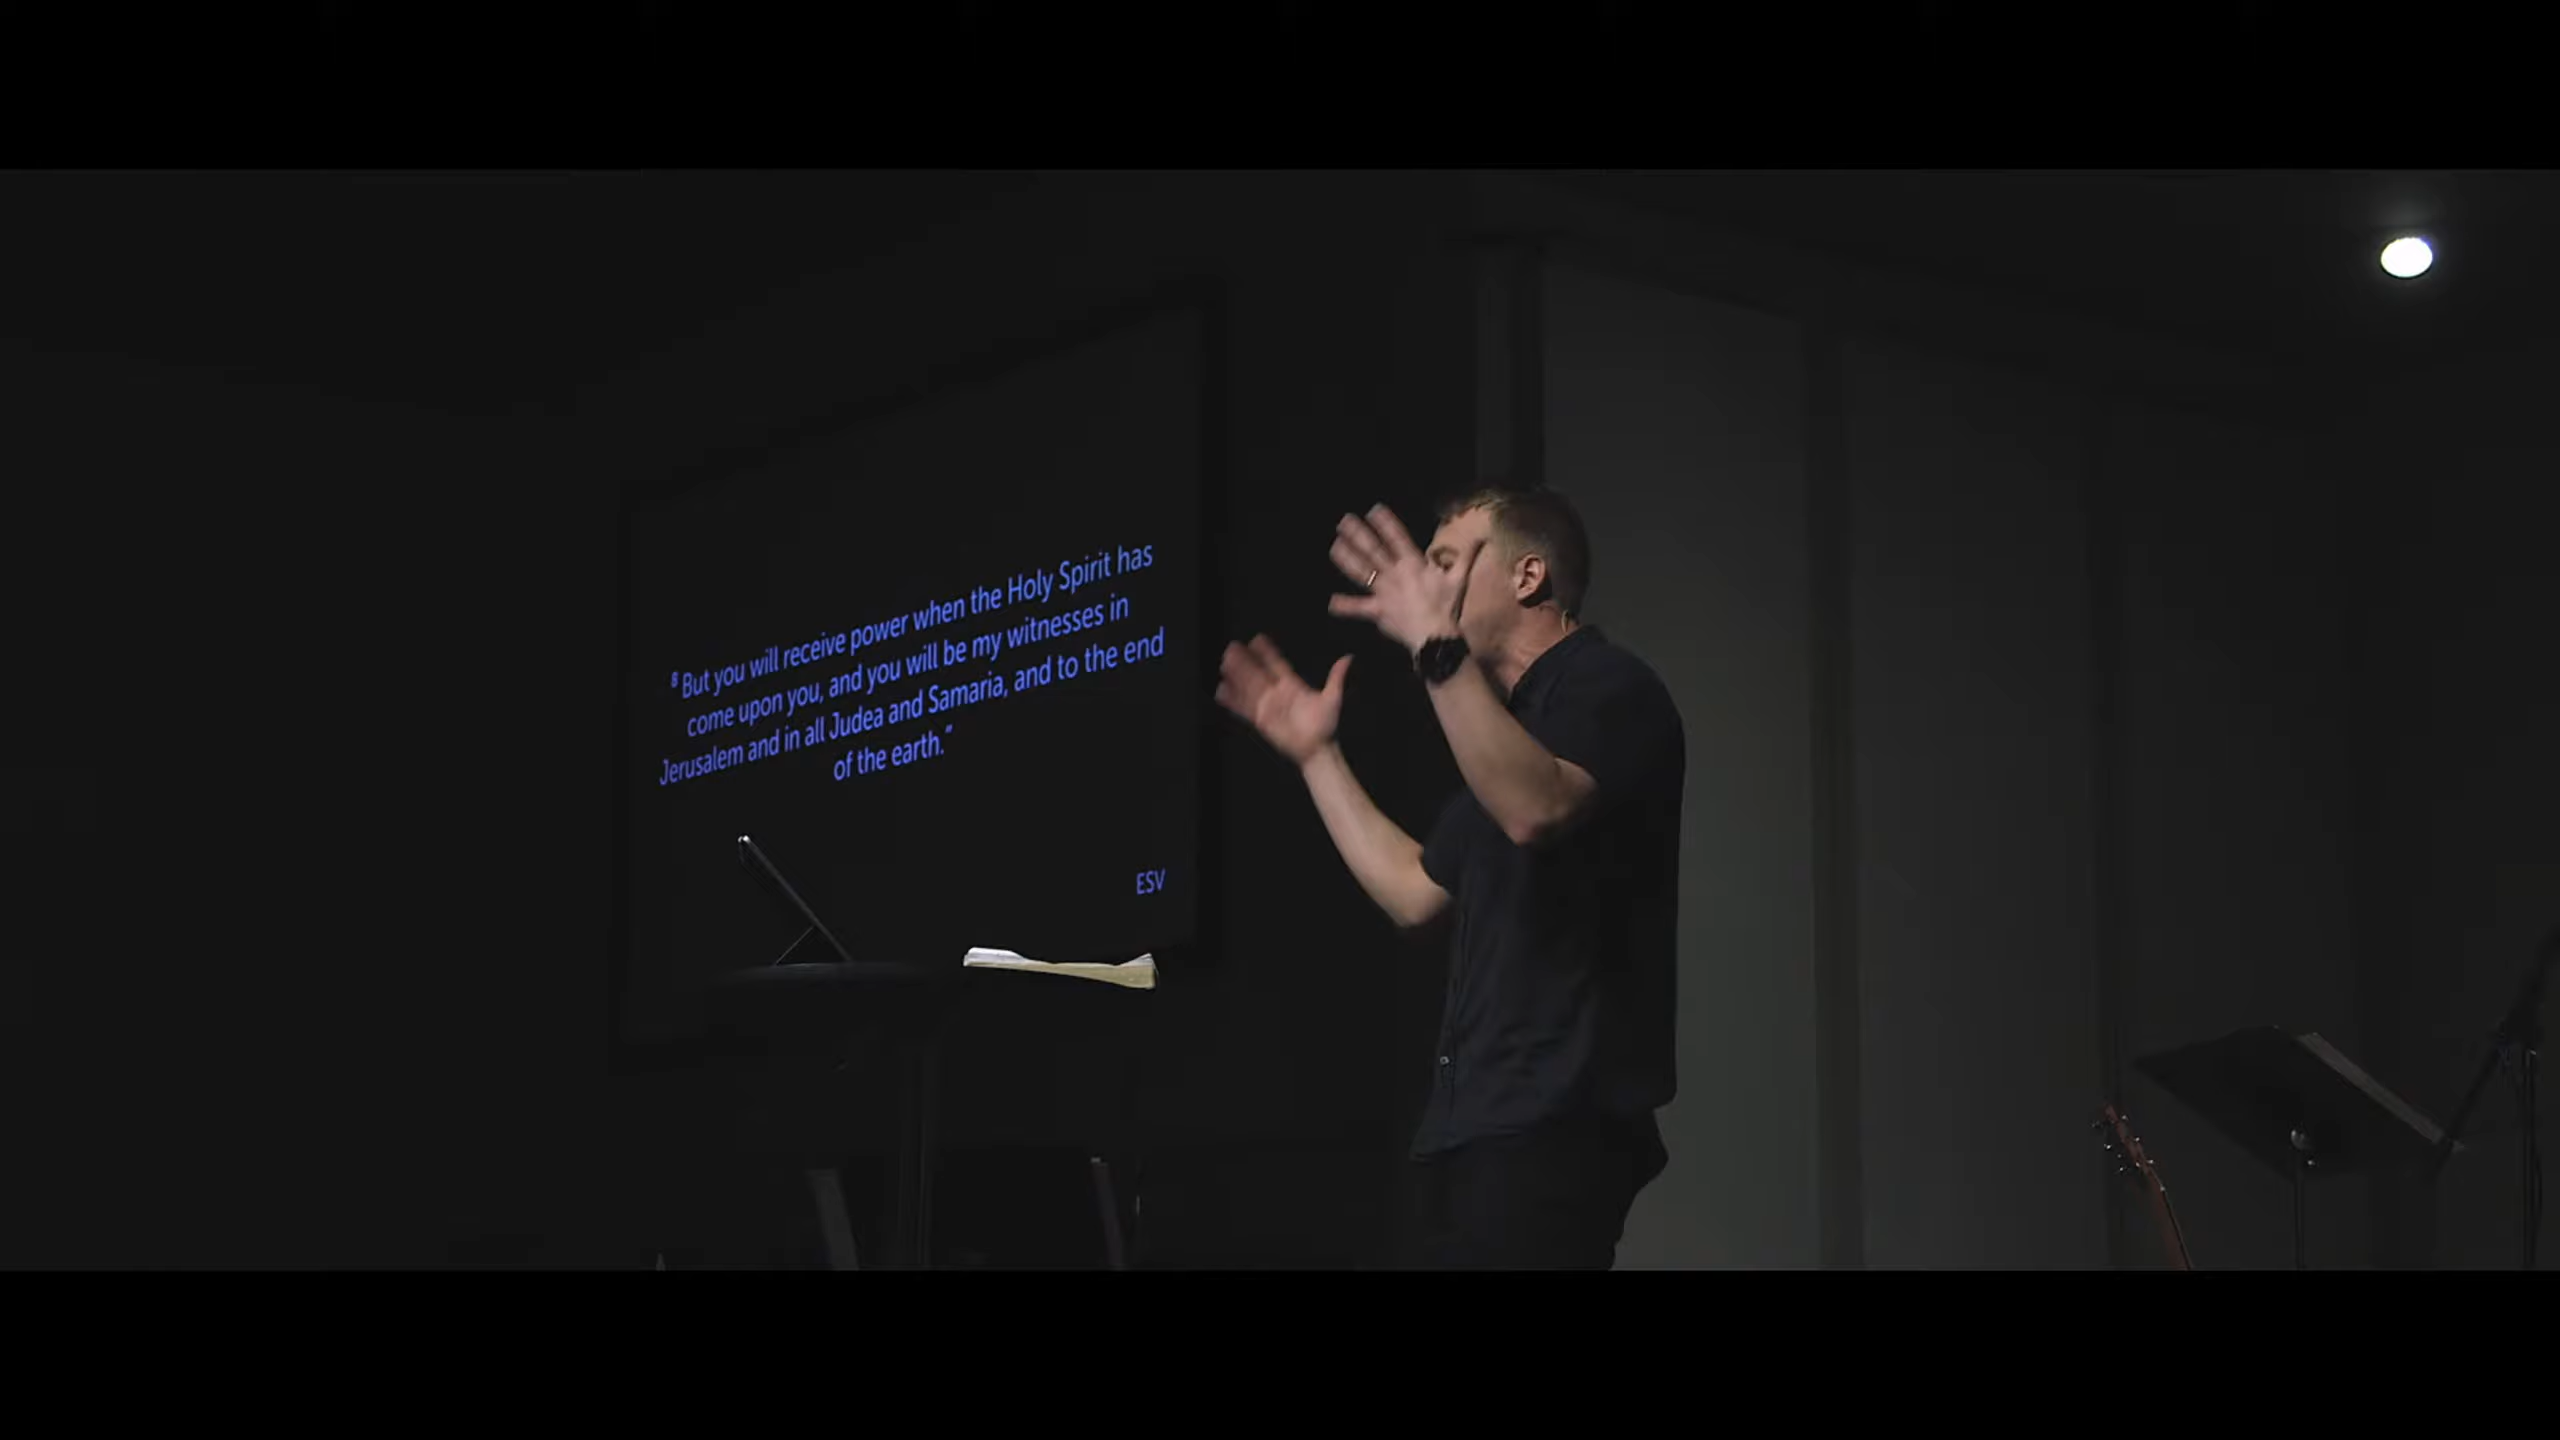 ⁸ But you will receive power when the Holy Spirit has
come upon you, and you will be my witnesses in
Jerusalem and in all Judea and Samaria, and to the end
of the earth.”
ESV